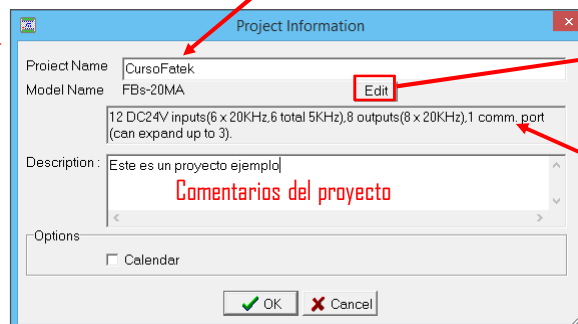 Project Information
Project Name CursoFatek
Model Name FBs-20MA Edit
12 DC24V inputs(6 x 20KHz,6 total 5KHz),8 outputs(8 x 20KHz),1 comm. port
(can expand up to 3).
Description : Este es un proyecto ejemplo
Comentarios del proyecto
Options
Calendar
OK Cancel